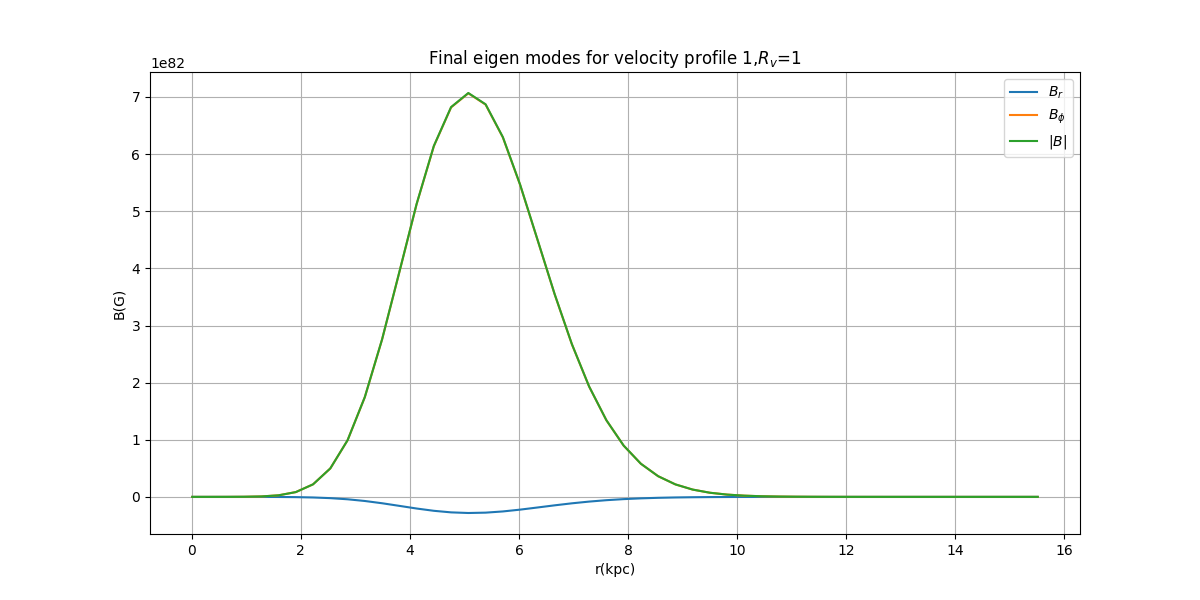 Final eigen modes for velocity profile 1,$R_v$=1
1e82
7
6
5
4
3
2
1
0
B(G)
0 2 4 6 8 10 12 14 16
r(kpc)
$B_r$
$B_\phi$
|B|